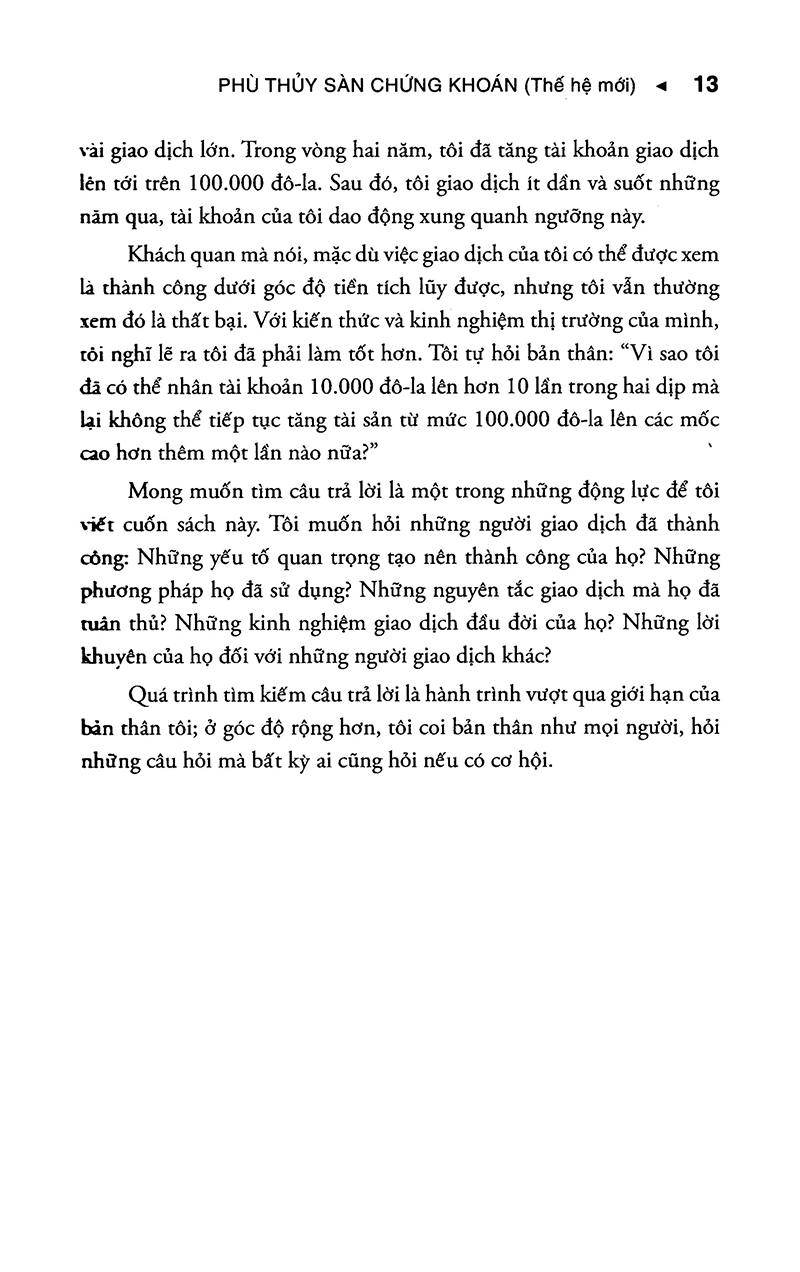 PHÙ THỦY SÀN CHỨNG KHOÁN (Thế hệ mới) ◄ 13
vài giao dịch lớn. Trong vòng hai năm, tôi đã tăng tài khoản giao dịch
lên tới trên 100.000 đô-la. Sau đó, tôi giao dịch ít dần và suốt những
năm qua, tài khoản của tôi dao động xung quanh ngưỡng này.
Khách quan mà nói, mặc dù việc giao dịch của tôi có thể được xem
là thành công dưới góc độ tiền tích lũy được, nhưng tôi vẫn thường
xem đó là thất bại. Với kiến thức và kinh nghiệm thị trường của mình,
tôi nghĩ lẽ ra tôi đã phải làm tốt hơn. Tôi tự hỏi bản thân: “Vì sao tôi
đã có thể nhân tài khoản 10.000 đô-la lên hơn 10 lần trong hai dịp mà
lại không thể tiếp tục tăng tài sản từ mức 100.000 đô-la lên các mốc
cao hơn thêm một lần nào nữa?”
Mong muốn tìm câu trả lời là một trong những động lực để tôi
viết cuốn sách này. Tôi muốn hỏi những người giao dịch đã thành
công: Những yếu tố quan trọng tạo nên thành công của họ? Những
phương pháp họ đã sử dụng? Những nguyên tắc giao dịch mà họ đã
tuân thủ? Những kinh nghiệm giao dịch đầu đời của họ? Những lời
khuyên của họ đối với những người giao dịch khác?
Quá trình tìm kiếm câu trả lời là hành trình vượt qua giới hạn của
bản thân tôi; ở góc độ rộng hơn, tôi coi bản thân như mọi người, hỏi
những câu hỏi mà bất kỳ ai cũng hỏi nếu có cơ hội.